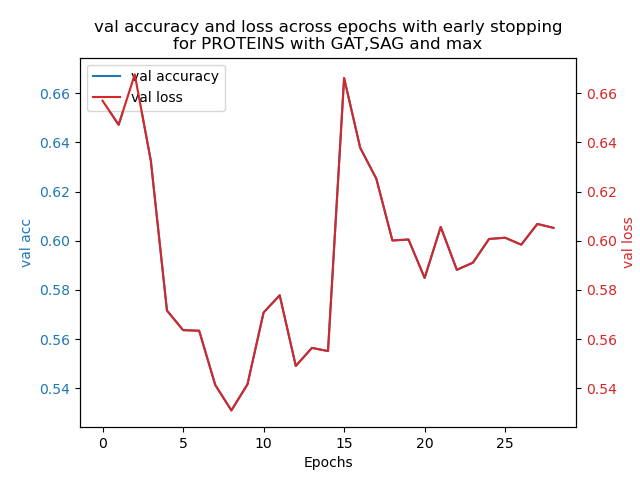 val accuracy and loss across epochs with early stopping
for PROTEINS with GAT,SAG and max
val accuracy
val loss
0.66
0.64
0.62
0.60
0.58
0.56
0.54
val acc
0.66
0.64
0.62
0.60
0.58
0.56
0.54
val loss
0
5
10
15
20
25
Epochs